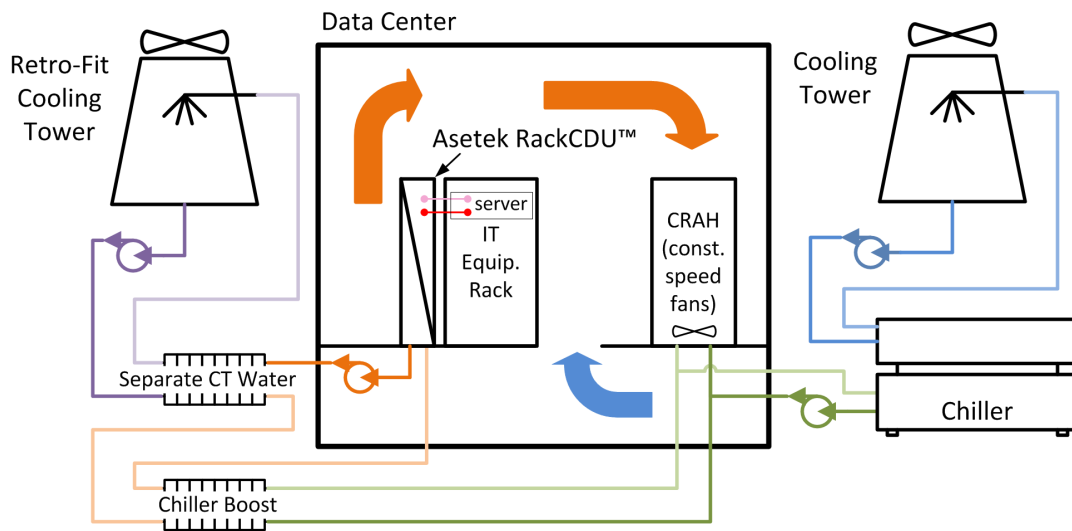 Data Center
Retro-Fit
Cooling
Tower
Cooling
Tower
Asetek RackCDU™
server
IT
Equip.
Rack
CRAH
(const.
speed
fans)
Separate CT Water
Chiller
Chiller Boost